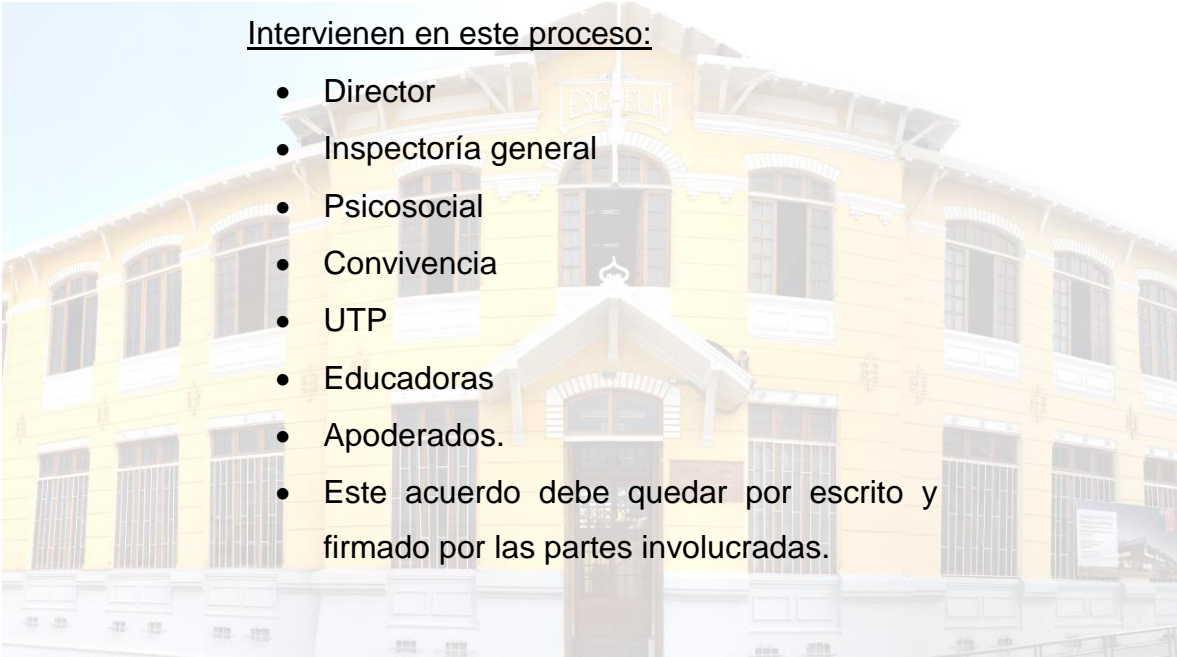 Intervienen en este proceso:
• Director
• Inspectoría general
• Psicosocial
• Convivencia
• UTP
• Educadoras
• Apoderados.
• Este acuerdo debe quedar por escrito y
firmado por las partes involucradas.
ESCUELA